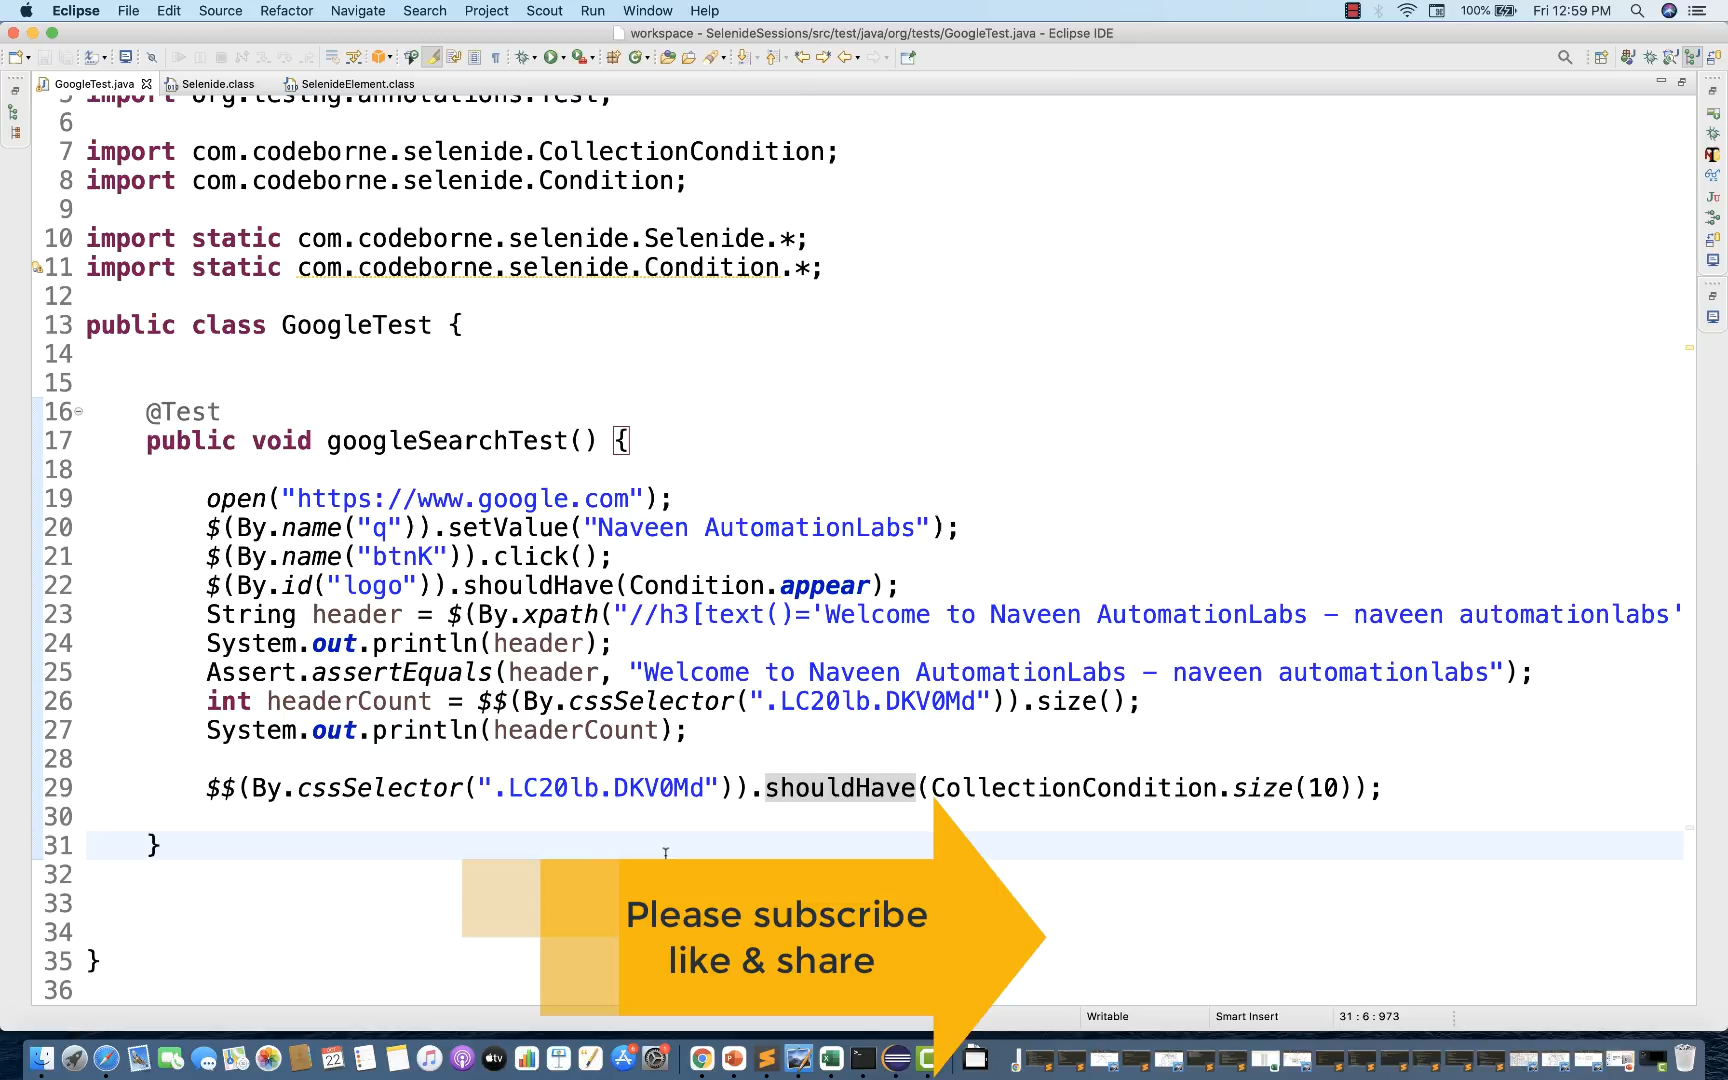 Eclipse File Edit Source Refactor Navigate Search Project Scout Run Window Help 100% Fri 12:59 PM
workspace - SelenideSessions/src/test/java/org/tests/GoogleTest.java - Eclipse IDE
GoogleTest.java Selenide.class SelenideElement.class
import org.testng.annotations.Test;
6
7 import com.codeborne.selenide.CollectionCondition;
8 import com.codeborne.selenide.Condition;
9
10 import static com.codeborne.selenide.Selenide.*;
11 import static com.codeborne.selenide.Condition.*;
12
13 public class GoogleTest {
14
15
16 @Test
17 public void googleSearchTest() {
18
19 open("https://www.google.com");
20 $(By.name("q")).setValue("Naveen AutomationLabs");
21 $(By.name("btnK")).click();
22 $(By.id("logo")).shouldHave(Condition.appear);
23 String header = $(By.xpath("//h3[text()='Welcome to Naveen AutomationLabs – naveen automationlabs'
24 System.out.println(header);
25 Assert.assertEquals(header, "Welcome to Naveen AutomationLabs – naveen automationlabs");
26 int headerCount = $$(By.cssSelector(".LC20lb.DKV0Md")).size();
27 System.out.println(headerCount);
28
29 $$(By.cssSelector(".LC20lb.DKV0Md")).shouldHave(CollectionCondition.size(10));
30
31 }
32
33
34
35 }
36
Please subscribe
like & share
Writable Smart Insert 31 : 6 : 973